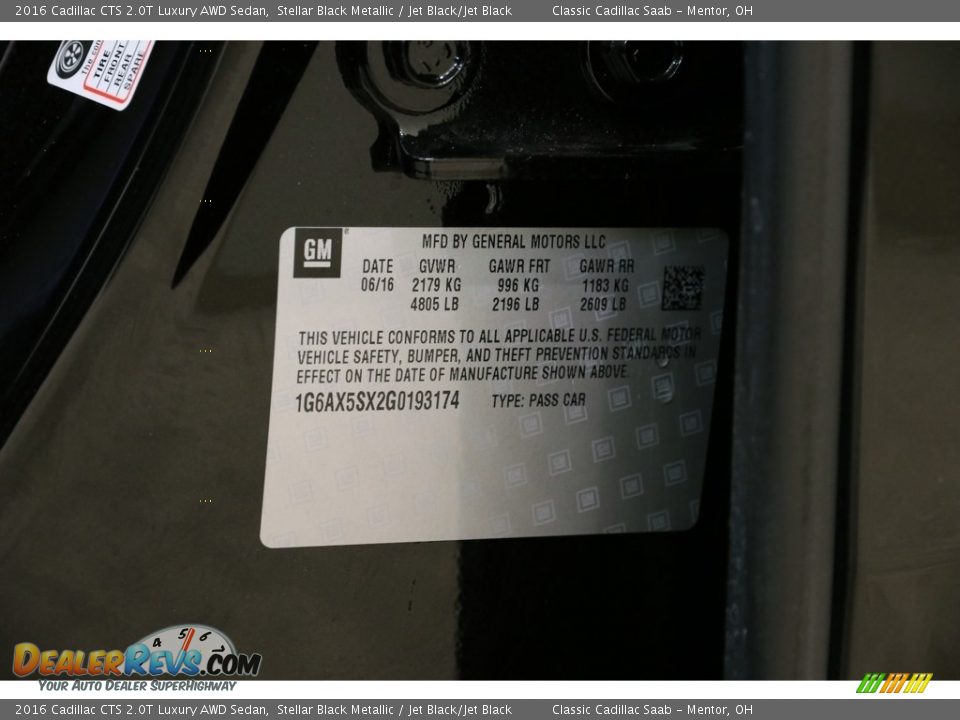 2016 Cadillac CTS 2.0T Luxury AWD Sedan, Stellar Black Metallic / Jet Black/Jet Black Classic Cadillac Saab – Mentor, OH
The con
TIRE
FRONT
REAR
SPARE
GM
MFD BY GENERAL MOTORS LLC
DATE GVWR GAWR FRT GAWR RR
06/16 2179 KG 996 KG 1183 KG
4805 LB 2196 LB 2609 LB
THIS VEHICLE CONFORMS TO ALL APPLICABLE U.S. FEDERAL MOTOR
VEHICLE SAFETY, BUMPER, AND THEFT PREVENTION STANDARDS IN
EFFECT ON THE DATE OF MANUFACTURE SHOWN ABOVE
1G6AX5SX2G0193174 TYPE: PASS CAR
4 5 6
DEALERREVS.COM
YOUR AUTO DEALER SUPERHIGHWAY
2016 Cadillac CTS 2.0T Luxury AWD Sedan, Stellar Black Metallic / Jet Black/Jet Black Classic Cadillac Saab – Mentor, OH